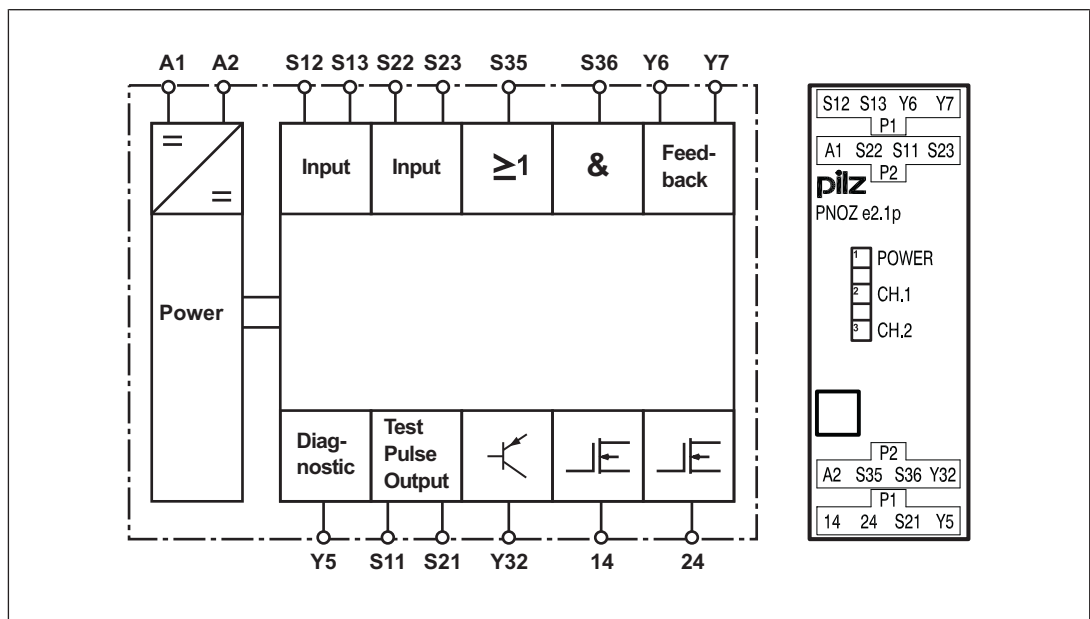 A1 A2 S12 S13 S22 S23 S35 S36 Y6 Y7
=
=
Input Input ≥1 & Feed-
back
Power
Diag-
nostic
Test
Pulse
Output
Y5 S11 S21 Y32 14 24
S12 S13 Y6 Y7
P1
A1 S22 S11 S23
P2
pilz
PNOZ e2.1p
1 POWER
2 CH.1
3 CH.2
P2
A2 S35 S36 Y32
P1
14 24 S21 Y5